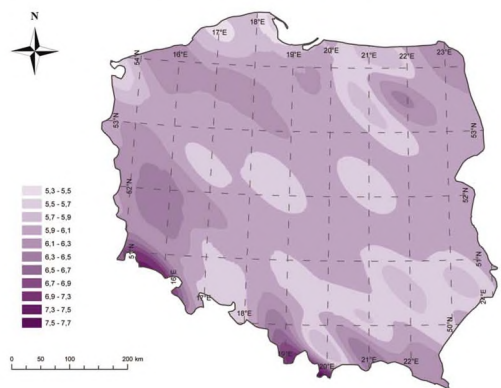 N
17°E
18°E
16°E
19°E
20°E
21°E
22°E
23°E
54°N
53°N
53°N
52°N
52°N
51°N
51°N
50°N
16°E
17°E
18°E
19°E
20°E
21°E
22°E
24°E
5,3 - 5,5
5,5 - 5,7
5,7 - 5,9
5,9 - 6,1
6,1 - 6,3
6,3 - 6,5
6,5 - 6,7
6,7 - 6,9
6,9 - 7,3
7,3 - 7,5
7,5 - 7,7
0 50 100 200 km